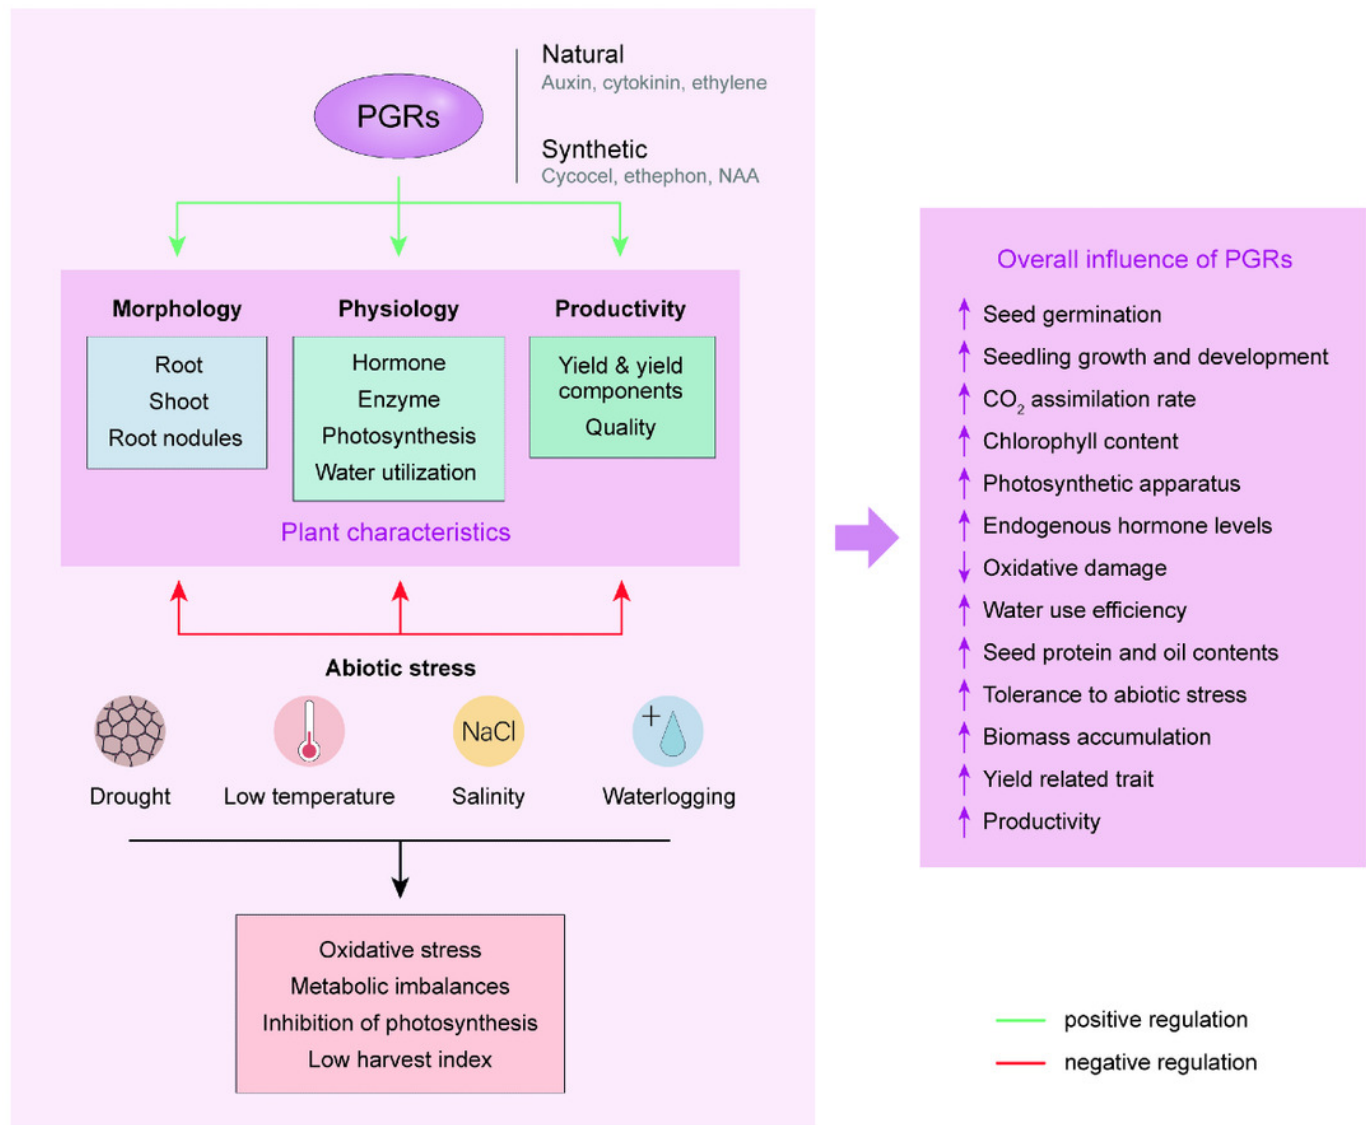 PGRs
Natural
Auxin, cytokinin, ethylene
Synthetic
Cycocel, ethephon, NAA
Morphology
Root
Shoot
Root nodules
Physiology
Hormone
Enzyme
Photosynthesis
Water utilization
Productivity
Yield & yield
components
Quality
Plant characteristics
Abiotic stress
NaCl
+
Drought
Low temperature
Salinity
Waterlogging
Oxidative stress
Metabolic imbalances
Inhibition of photosynthesis
Low harvest index
Overall influence of PGRs
Seed germination
Seedling growth and development
CO₂ assimilation rate
Chlorophyll content
Photosynthetic apparatus
Endogenous hormone levels
Oxidative damage
Water use efficiency
Seed protein and oil contents
Tolerance to abiotic stress
Biomass accumulation
Yield related trait
Productivity
positive regulation
negative regulation